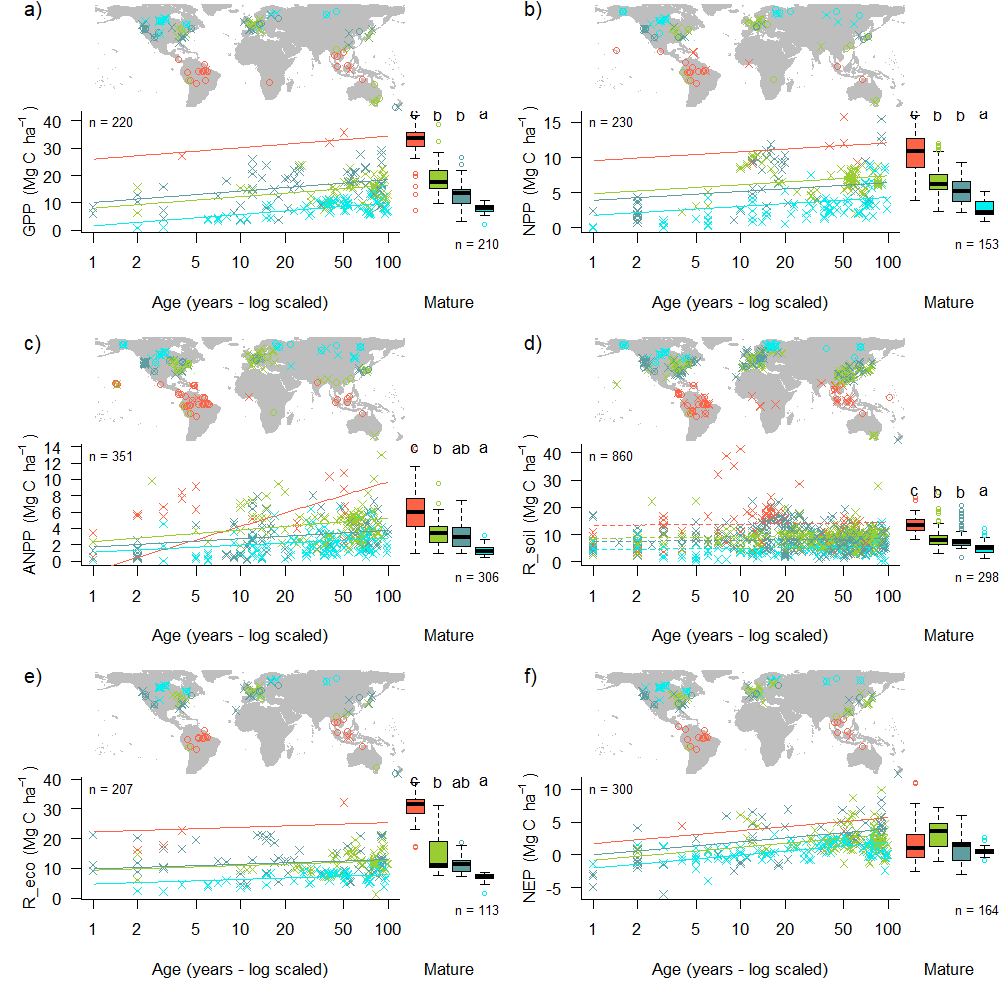 a)
GPP (Mg C ha⁻¹ )
40
30
20
10
0
n = 220
c b b a
n = 210
1 2 5 10 20 50 100
Age (years - log scaled)
Mature
b)
NPP (Mg C ha⁻¹ )
15
10
5
0
n = 230
c b b a
n = 153
1 2 5 10 20 50 100
Age (years - log scaled)
Mature
c)
ANPP (Mg C ha⁻¹ )
14
12
10
8
6
4
2
0
n = 351
c b ab a
n = 306
1 2 5 10 20 50 100
Age (years - log scaled)
Mature
d)
R_soil (Mg C ha⁻¹ )
40
30
20
10
0
n = 860
c b b a
n = 298
1 2 5 10 20 50 100
Age (years - log scaled)
Mature
e)
R_eco (Mg C ha⁻¹ )
40
30
20
10
0
n = 207
c b ab a
n = 113
1 2 5 10 20 50 100
Age (years - log scaled)
Mature
f)
NEP (Mg C ha⁻¹ )
10
5
0
-5
n = 300
n = 164
1 2 5 10 20 50 100
Age (years - log scaled)
Mature